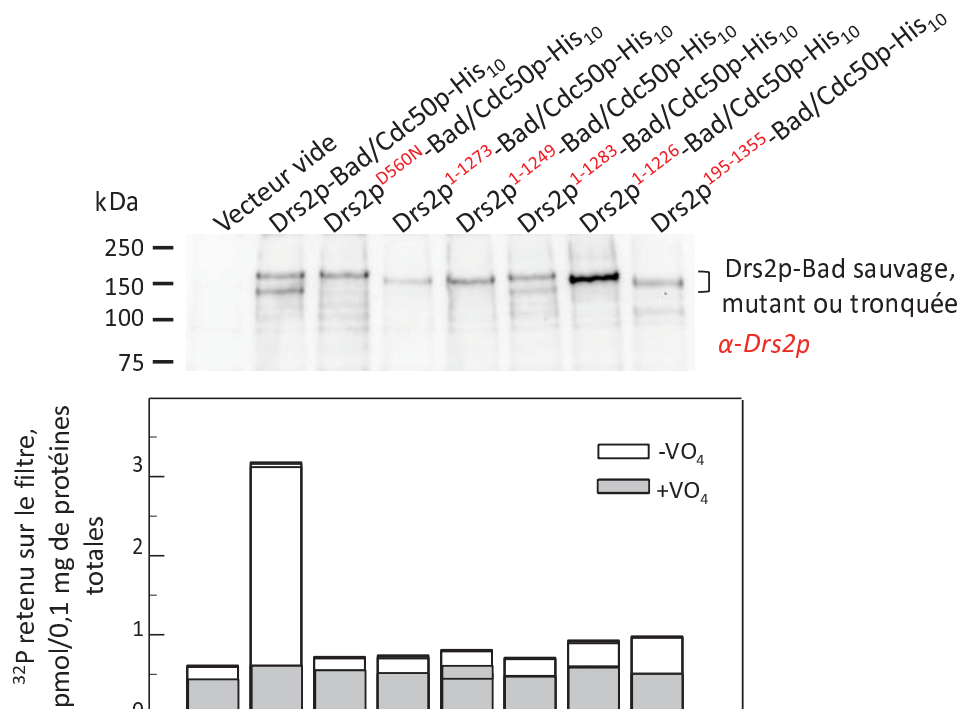 Vecteur vide
Drs2p-Bad/Cdc50p-His10
Drs2pD560N-Bad/Cdc50p-His10
Drs2p1-1273-Bad/Cdc50p-His10
Drs2p1-1249-Bad/Cdc50p-His10
Drs2p1-1283-Bad/Cdc50p-His10
Drs2p1-1226-Bad/Cdc50p-His10
Drs2p195-1355-Bad/Cdc50p-His10
kDa
250
150
100
75
Drs2p-Bad sauvage,
mutant ou tronquée
α-Drs2p
32P retenu sur le filtre,
pmol/0,1 mg de protéines
totales
3
2
1
0
-VO4
+VO4